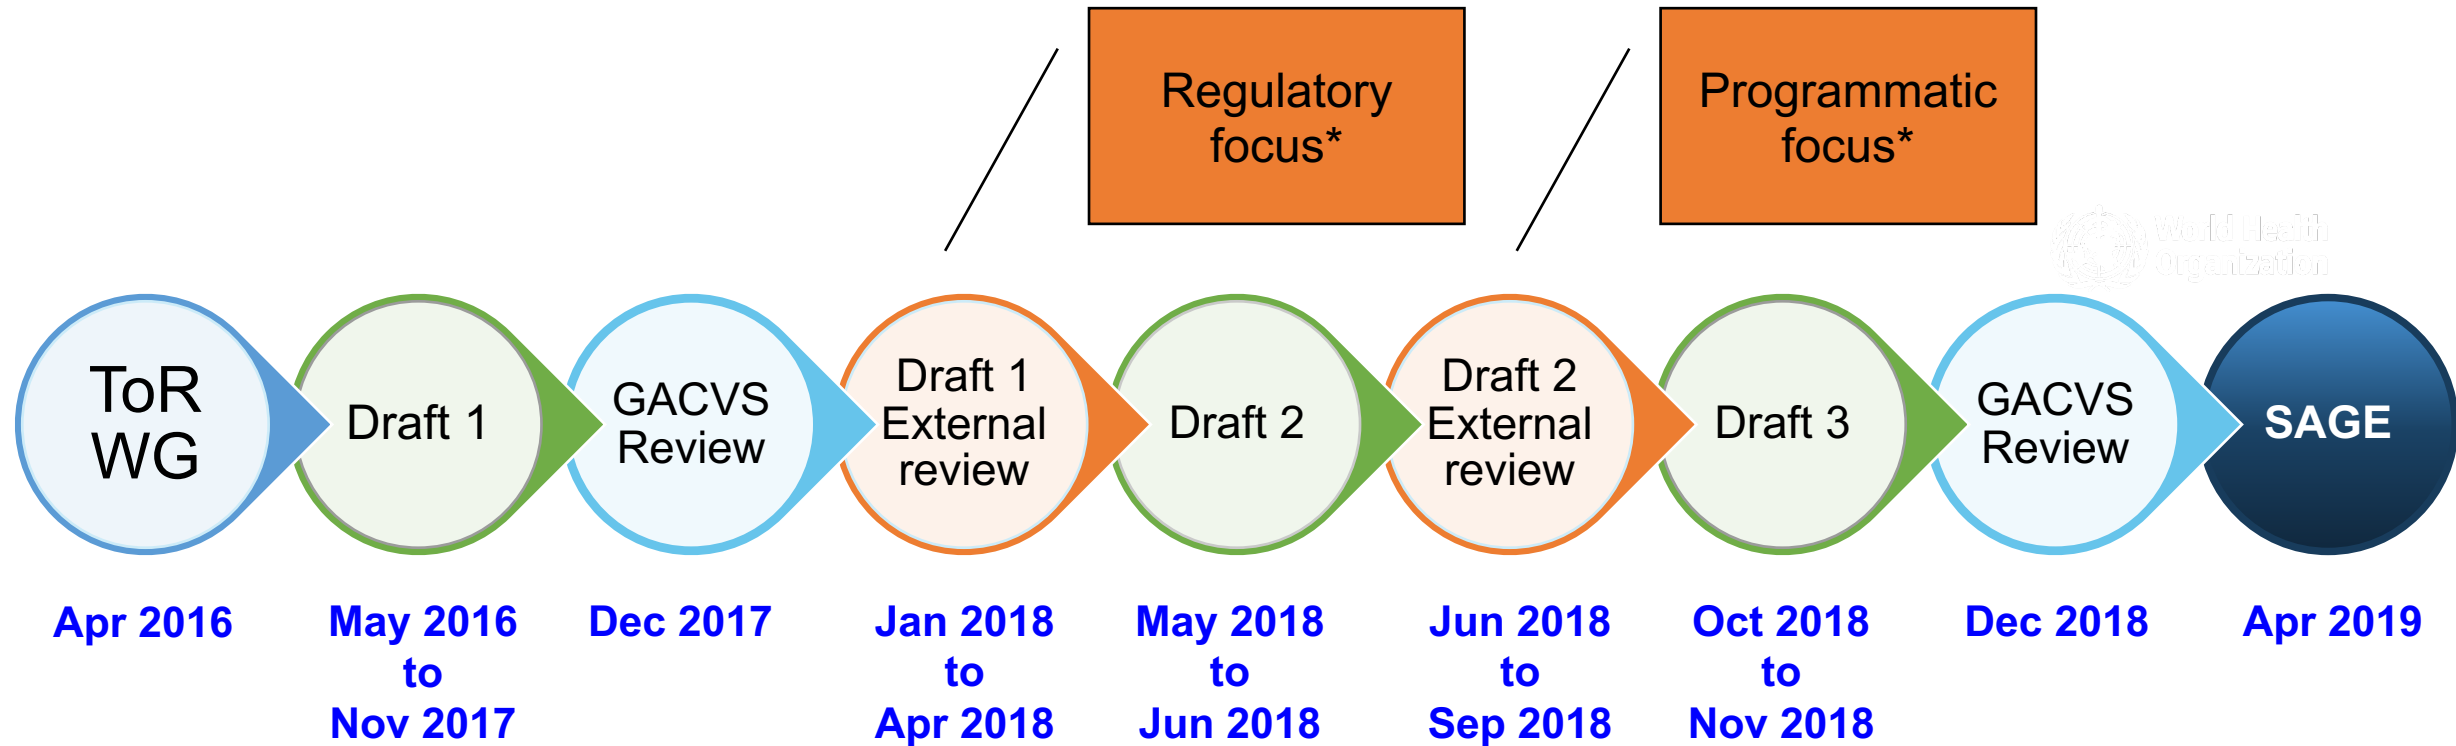 Regulatory
focus*
Programmatic
focus*
World Health
Organization
ToR
WG
Draft 1
GACVS
Review
Draft 1
External
review
Draft 2
Draft 2
External
review
Draft 3
GACVS
Review
SAGE
Apr 2016
May 2016
to
Nov 2017
Dec 2017
Jan 2018
to
Apr 2018
May 2018
to
Jun 2018
Jun 2018
to
Sep 2018
Oct 2018
to
Nov 2018
Dec 2018
Apr 2019